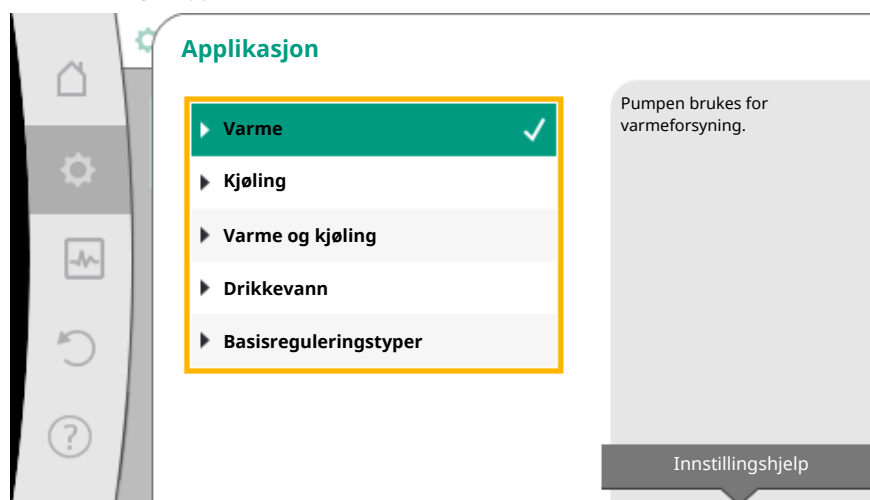 Applikasjon
Varme
Kjøling
Varme og kjøling
Drikkevann
Basisreguleringstyper
Pumpen brukes for
varmeforsyning.
Innstillingshjelp
?